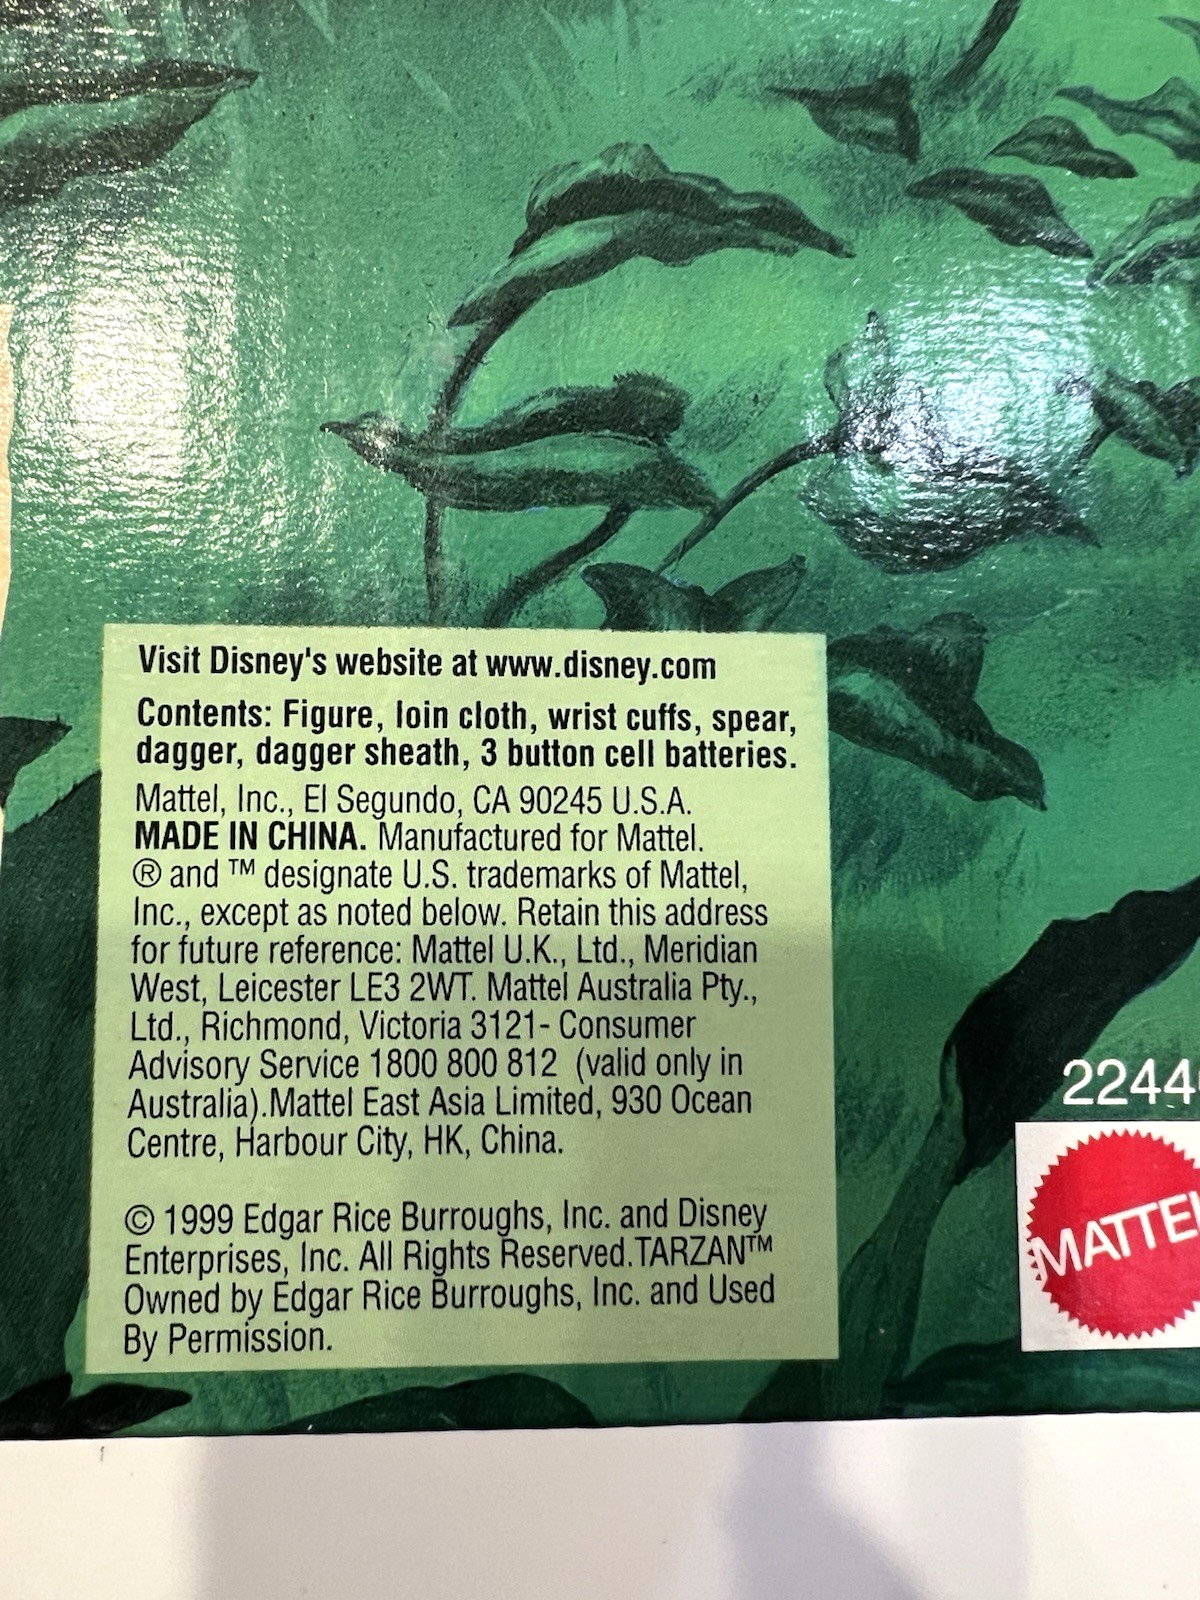 Visit Disney's website at www.disney.com
Contents: Figure, loin cloth, wrist cuffs, spear,
dagger, dagger sheath, 3 button cell batteries.
Mattel, Inc., El Segundo, CA 90245 U.S.A.
MADE IN CHINA. Manufactured for Mattel.
® and ™ designate U.S. trademarks of Mattel,
Inc., except as noted below. Retain this address
for future reference: Mattel U.K., Ltd., Meridian
West, Leicester LE3 2WT. Mattel Australia Pty.,
Ltd., Richmond, Victoria 3121- Consumer
Advisory Service 1800 800 812 (valid only in
Australia).Mattel East Asia Limited, 930 Ocean
Centre, Harbour City, HK, China.
© 1999 Edgar Rice Burroughs, Inc. and Disney
Enterprises, Inc. All Rights Reserved.TARZAN™
Owned by Edgar Rice Burroughs, Inc. and Used
By Permission.
MATTEL